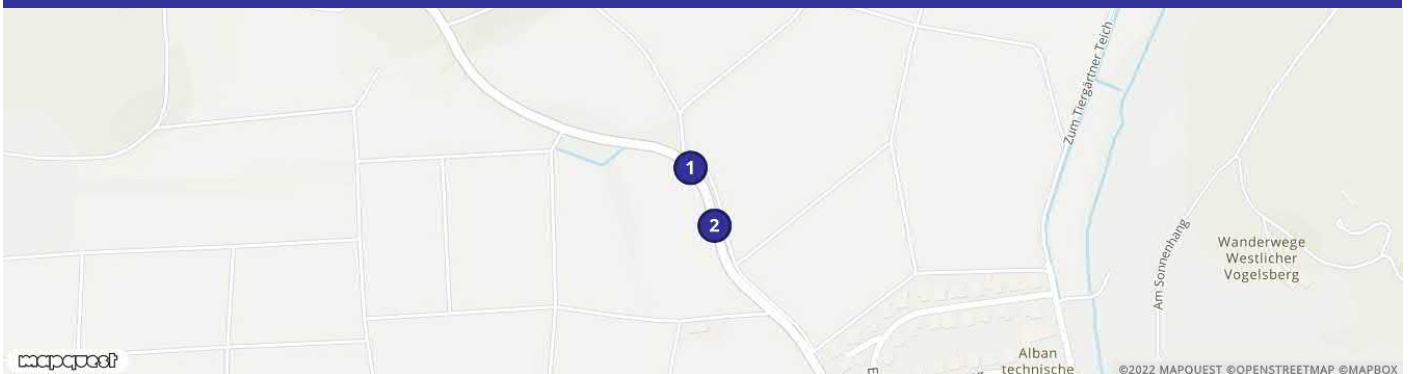 Zum Tiergärtner Teich
1
2
Am Sonnenhang
Wanderwege
Westlicher
Vogelsberg
Alban
technische
E
mapquest
©2022 MAPQUEST ©OPENSTREETMAP ©MAPBOX